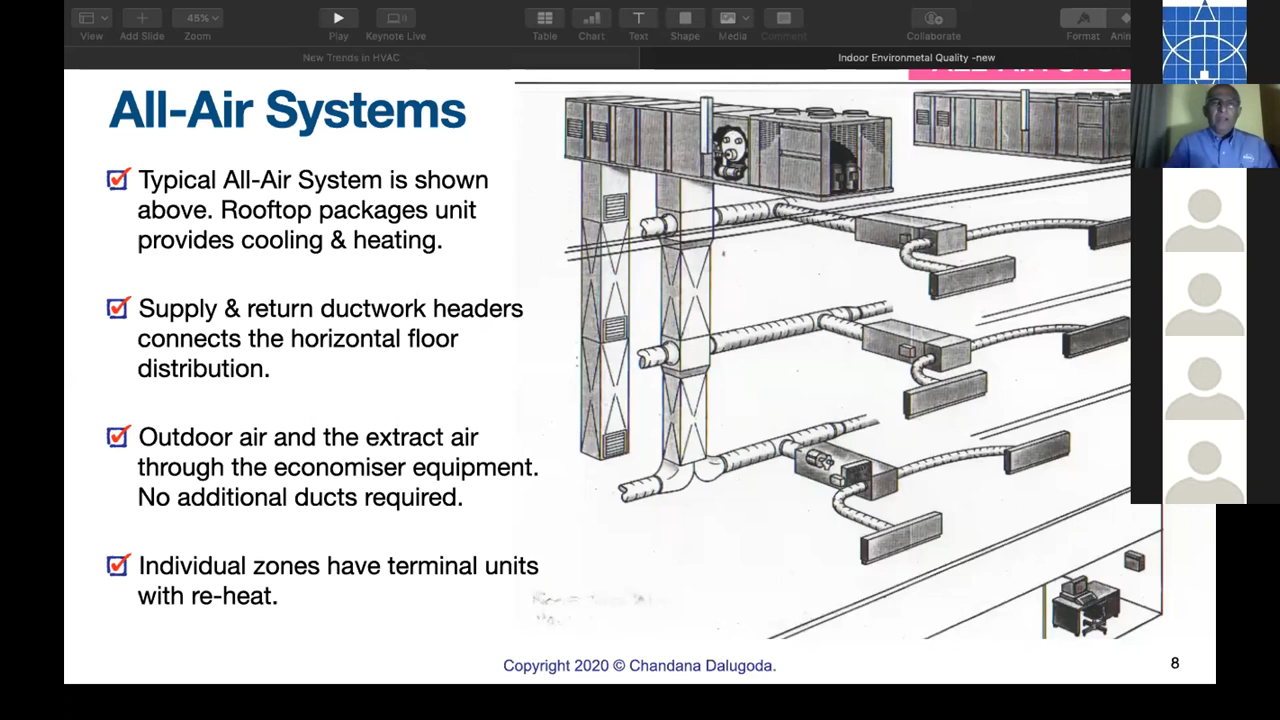 45%
View
Add Slide
Zoom
Play
Keynote Live
Table
Chart
Text
Shape
Media
Comment
Collaborate
Format
New Trends in HVAC
Indoor Environmetal Quality -new
All-Air Systems
Typical All-Air System is shown
above. Rooftop packages unit
provides cooling & heating.
Supply & return ductwork headers
connects the horizontal floor
distribution.
Outdoor air and the extract air
through the economiser equipment.
No additional ducts required.
Individual zones have terminal units
with re-heat.
Copyright 2020 © Chandana Dalugoda.
8